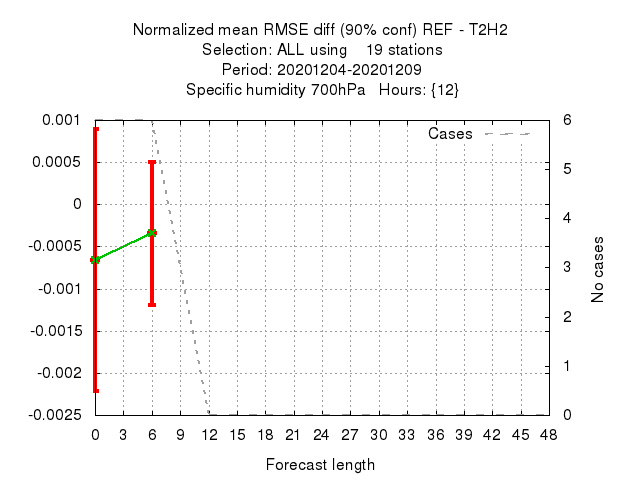 Normalized mean RMSE diff (90% conf) REF - T2H2
Selection: ALL using 19 stations
Period: 20201204-20201209
Specific humidity 700hPa Hours: {12}
Cases
0.001
0.0005
0
-0.0005
-0.001
-0.0015
-0.002
-0.0025
6
5
4
3
2
1
0
No cases
0 3 6 9 12 15 18 21 24 27 30 33 36 39 42 45 48
Forecast length